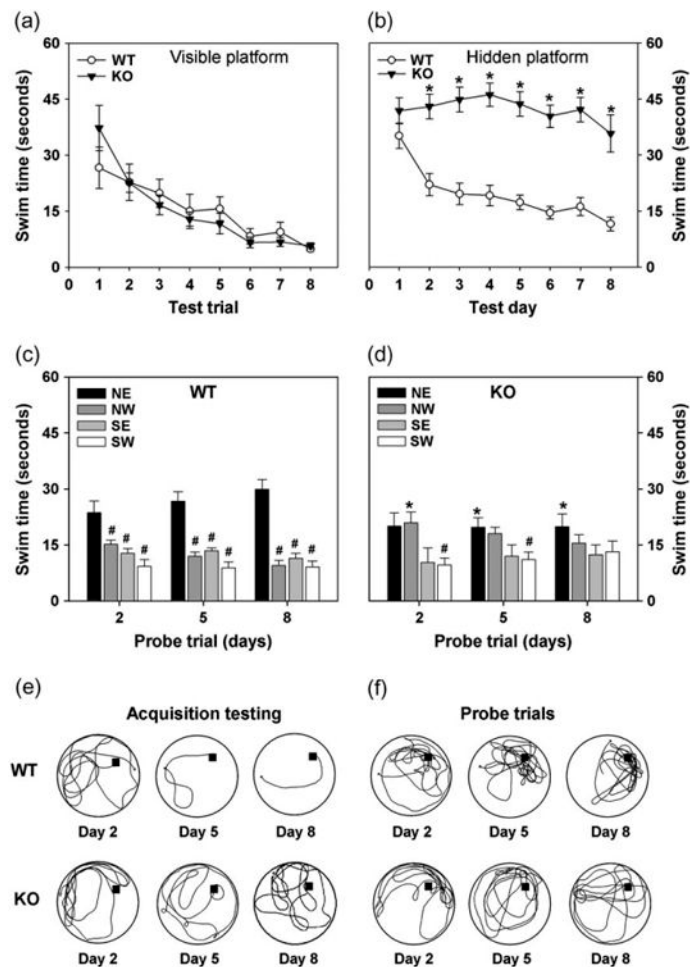 (a)
60
45
30
15
0
Swim time (seconds)
WT
KO
Visible platform
0 1 2 3 4 5 6 7 8
Test trial
(b)
WT
KO
Hidden platform
* * * * * * *
60
45
30
15
0
Swim time (seconds)
0 1 2 3 4 5 6 7 8
Test day
(c)
60
45
30
15
0
Swim time (seconds)
NE
NW
SE
SW
WT
# # # # # # # # #
2 5 8
Probe trial (days)
(d)
NE
NW
SE
SW
KO
* # * # *
60
45
30
15
0
Swim time (seconds)
2 5 8
Probe trial (days)
(e)
Acquisition testing
WT
Day 2 Day 5 Day 8
KO
Day 2 Day 5 Day 8
(f)
Probe trials
Day 2 Day 5 Day 8
Day 2 Day 5 Day 8